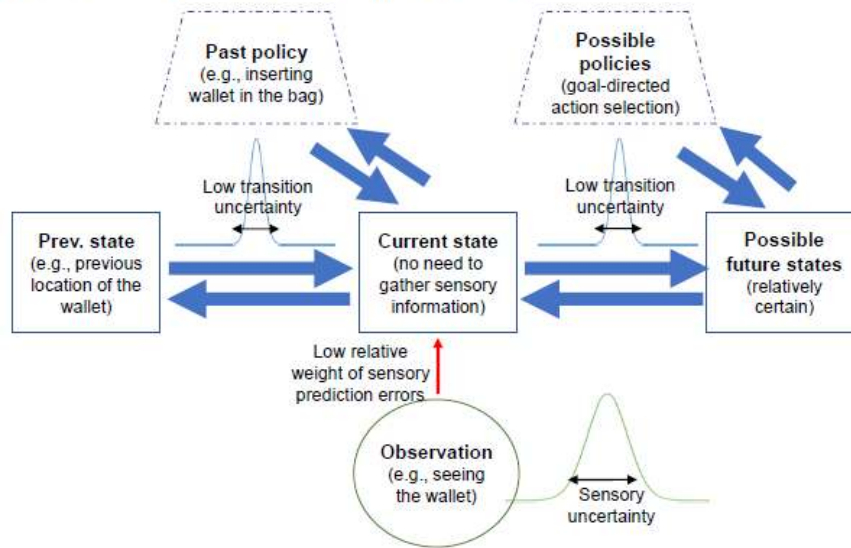 Past policy
(e.g., inserting
wallet in the bag)
Possible
policies
(goal-directed
action selection)
Low transition
uncertainty
Low transition
uncertainty
Prev. state
(e.g., previous
location of the
wallet)
Current state
(no need to
gather sensory
information)
Possible
future states
(relatively
certain)
Low relative
weight of sensory
prediction errors
Observation
(e.g., seeing
the wallet)
Sensory
uncertainty